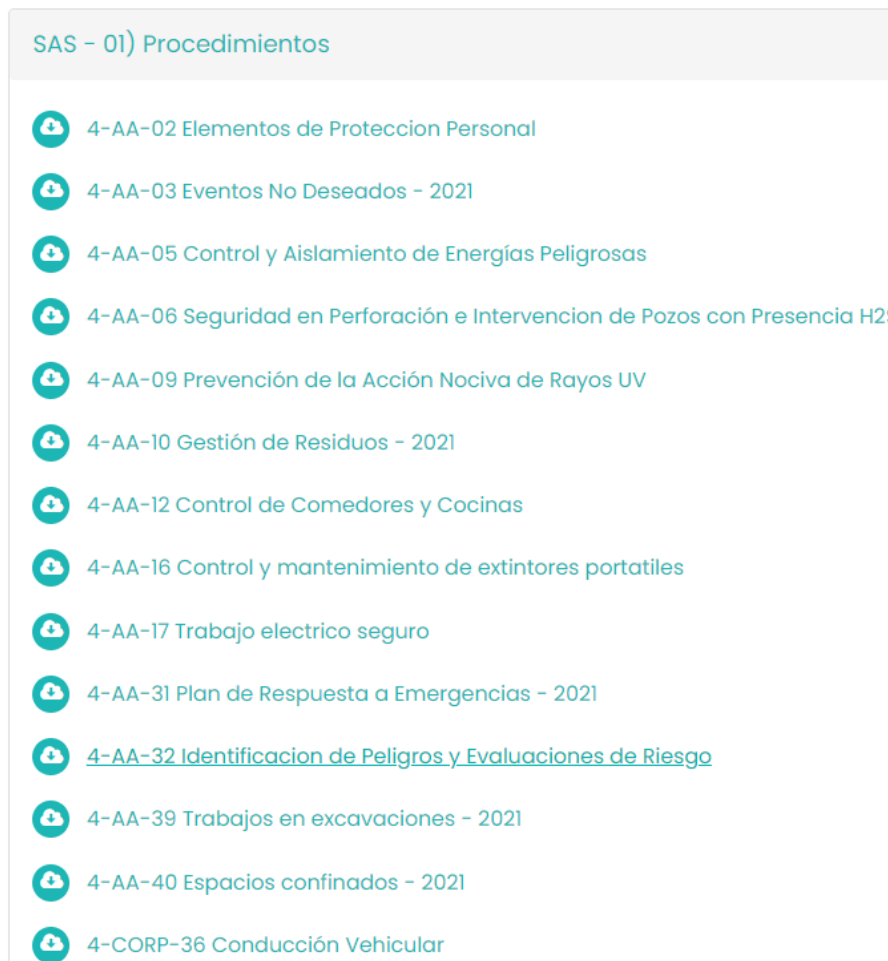 SAS - 01) Procedimientos
4-AA-02 Elementos de Proteccion Personal
4-AA-03 Eventos No Deseados - 2021
4-AA-05 Control y Aislamiento de Energías Peligrosas
4-AA-06 Seguridad en Perforación e Intervencion de Pozos con Presencia H2S
4-AA-09 Prevención de la Acción Nociva de Rayos UV
4-AA-10 Gestión de Residuos - 2021
4-AA-12 Control de Comedores y Cocinas
4-AA-16 Control y mantenimiento de extintores portatiles
4-AA-17 Trabajo electrico seguro
4-AA-31 Plan de Respuesta a Emergencias - 2021
4-AA-32 Identificacion de Peligros y Evaluaciones de Riesgo
4-AA-39 Trabajos en excavaciones - 2021
4-AA-40 Espacios confinados - 2021
4-CORP-36 Conducción Vehicular